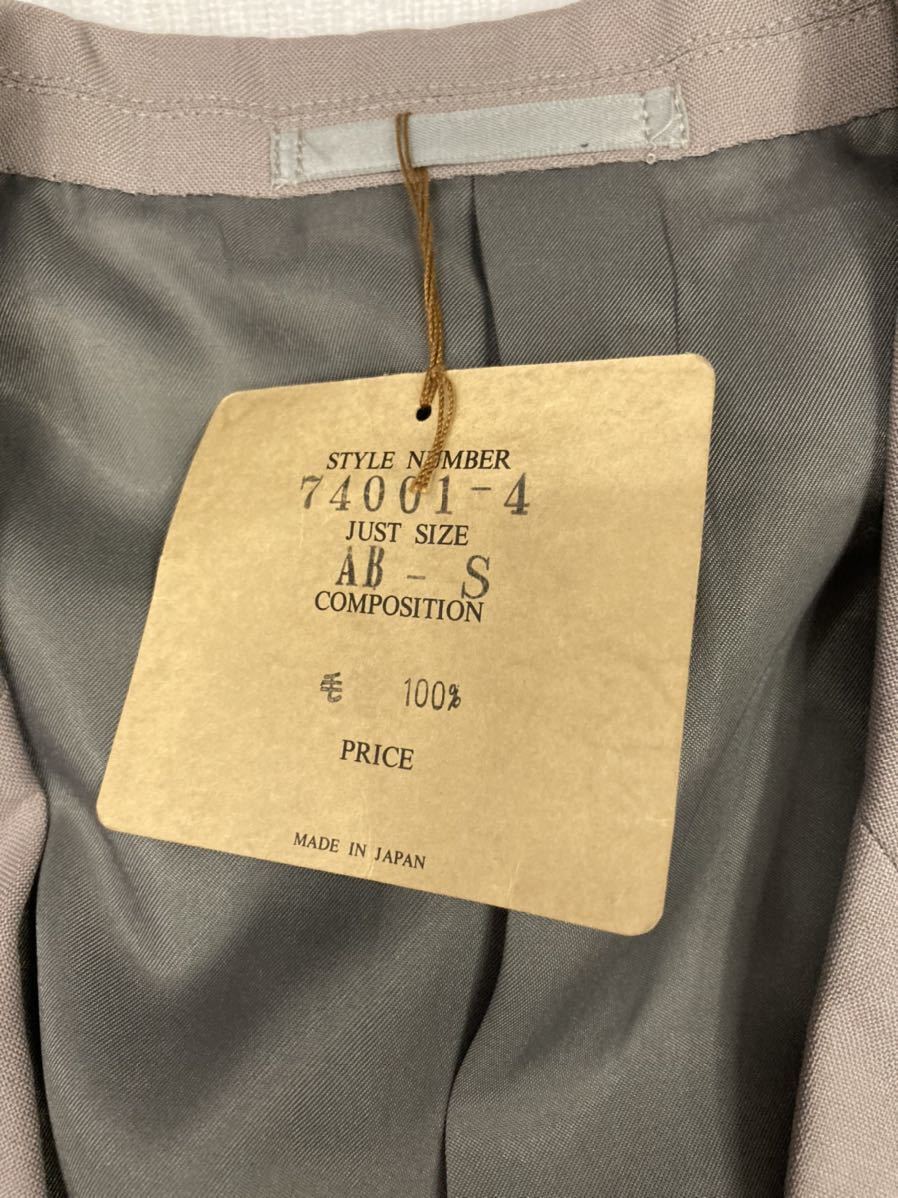 STYLE NUMBER
74001-4
JUST SIZE
AB - S
COMPOSITION
毛 100%
PRICE
MADE IN JAPAN